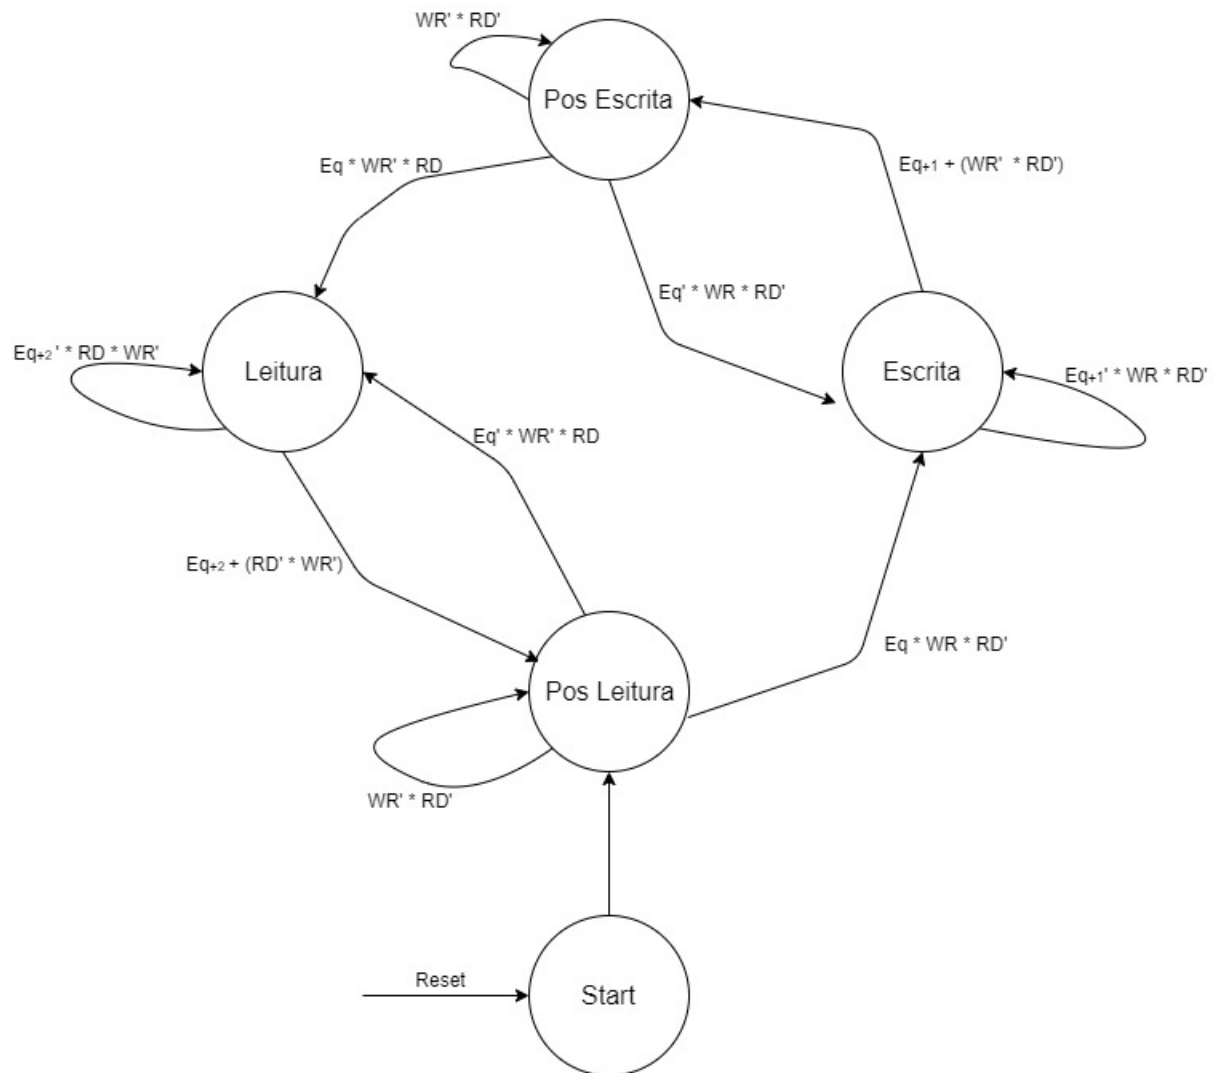 WR' * RD'
Pos Escrita
Eq * WR' * RD
Eq+1 + (WR' * RD')
Eq' * WR * RD'
Eq+2' * RD * WR'
Leitura
Escrita
Eq+1' * WR * RD'
Eq' * WR' * RD
Eq+2 + (RD' * WR')
Eq * WR * RD'
Pos Leitura
WR' * RD'
Reset
Start